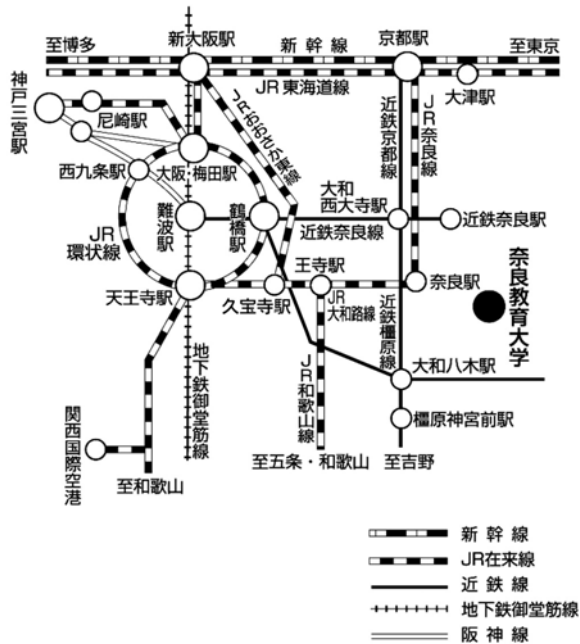 新大阪駅
新幹線
京都駅
至博多
至東京
JR東海道線
大津駅
神戸三宮駅
尼崎駅
JRおおさか東線
近鉄京都線
JR奈良線
西九条駅
大阪・梅田駅
大和
西大寺駅
難波駅
鶴橋駅
近鉄奈良線
近鉄奈良駅
JR
環状線
王寺駅
奈良駅
奈良教育大学
天王寺駅
久宝寺駅
JR
大和路線
近鉄橿原線
地下鉄御堂筋線
JR和歌山線
大和八木駅
関西国際空港
橿原神宮前駅
至和歌山
至五条・和歌山
至吉野
新幹線
JR在来線
近鉄線
地下鉄御堂筋線
阪神線